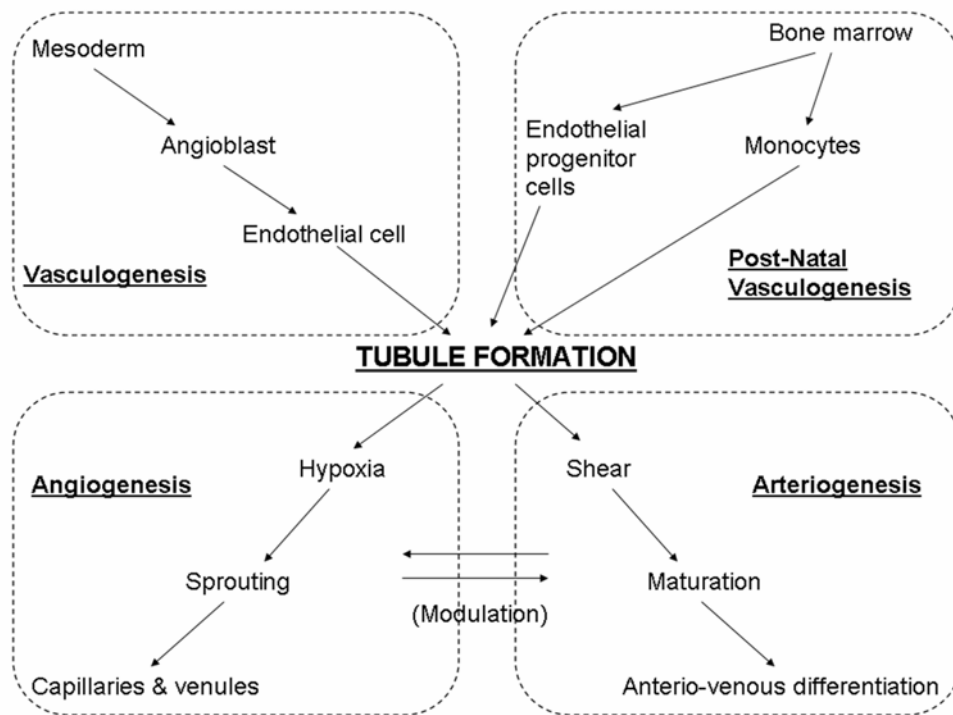 Mesoderm
Angioblast
Endothelial cell
Vasculogenesis
Bone marrow
Endothelial
progenitor
cells
Monocytes
Post-Natal
Vasculogenesis
TUBULE FORMATION
Angiogenesis
Hypoxia
Sprouting
Capillaries & venules
(Modulation)
Shear
Arteriogenesis
Maturation
Anterio-venous differentiation